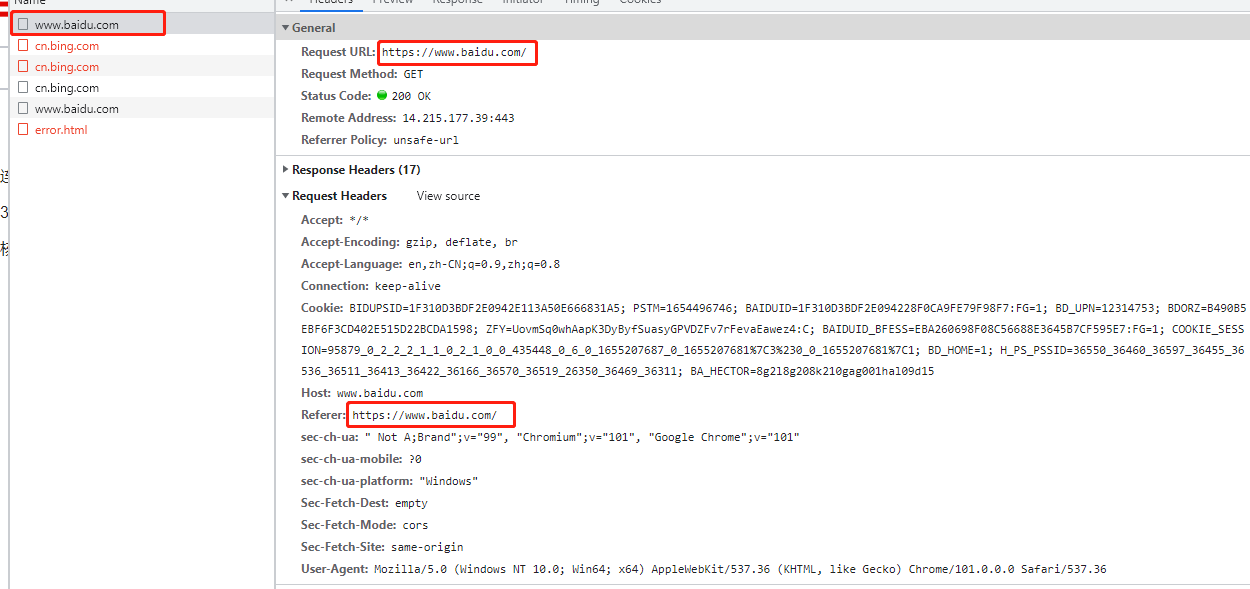 Name
Headers Preview Response Initiator Timing Cookies
www.baidu.com
cn.bing.com
cn.bing.com
cn.bing.com
www.baidu.com
error.html
General
Request URL: https://www.baidu.com/
Request Method: GET
Status Code: 200 OK
Remote Address: 14.215.177.39:443
Referrer Policy: unsafe-url
Response Headers (17)
Request Headers View source
Accept: */*
Accept-Encoding: gzip, deflate, br
Accept-Language: en,zh-CN;q=0.9,zh;q=0.8
Connection: keep-alive
Cookie: BIDUPSID=1F310D3BDF2E0942E113A50E666831A5; PSTM=1654496746; BAIDUID=1F310D3BDF2E094228F0CA9FE79F98F7:FG=1; BD_UPN=12314753; BDORZ=B490B5
EBF6F3CD402E515D22BCDA1598; ZFY=UovmSq0whAapK3DyByfSuasyGPVDZFv7rFevaEawez4:C; BAIDUID_BFESS=EBA260698F08C56688E3645B7CF595E7:FG=1; COOKIE_SESS
ION=95879_0_2_2_2_1_1_0_2_1_0_0_435448_0_6_0_1655207687_0_1655207681%7C3%230_0_1655207681%7C1; BD_HOME=1; H_PS_PSSID=36550_36460_36597_36455_36
536_36511_36413_36422_36166_36570_36519_26350_36469_36311; BA_HECTOR=8g2l8g208k210gag001hal09d15
Host: www.baidu.com
Referer: https://www.baidu.com/
sec-ch-ua: " Not A;Brand";v="99", "Chromium";v="101", "Google Chrome";v="101"
sec-ch-ua-mobile: ?0
sec-ch-ua-platform: "Windows"
Sec-Fetch-Dest: empty
Sec-Fetch-Mode: cors
Sec-Fetch-Site: same-origin
User-Agent: Mozilla/5.0 (Windows NT 10.0; Win64; x64) AppleWebKit/537.36 (KHTML, like Gecko) Chrome/101.0.0.0 Safari/537.36